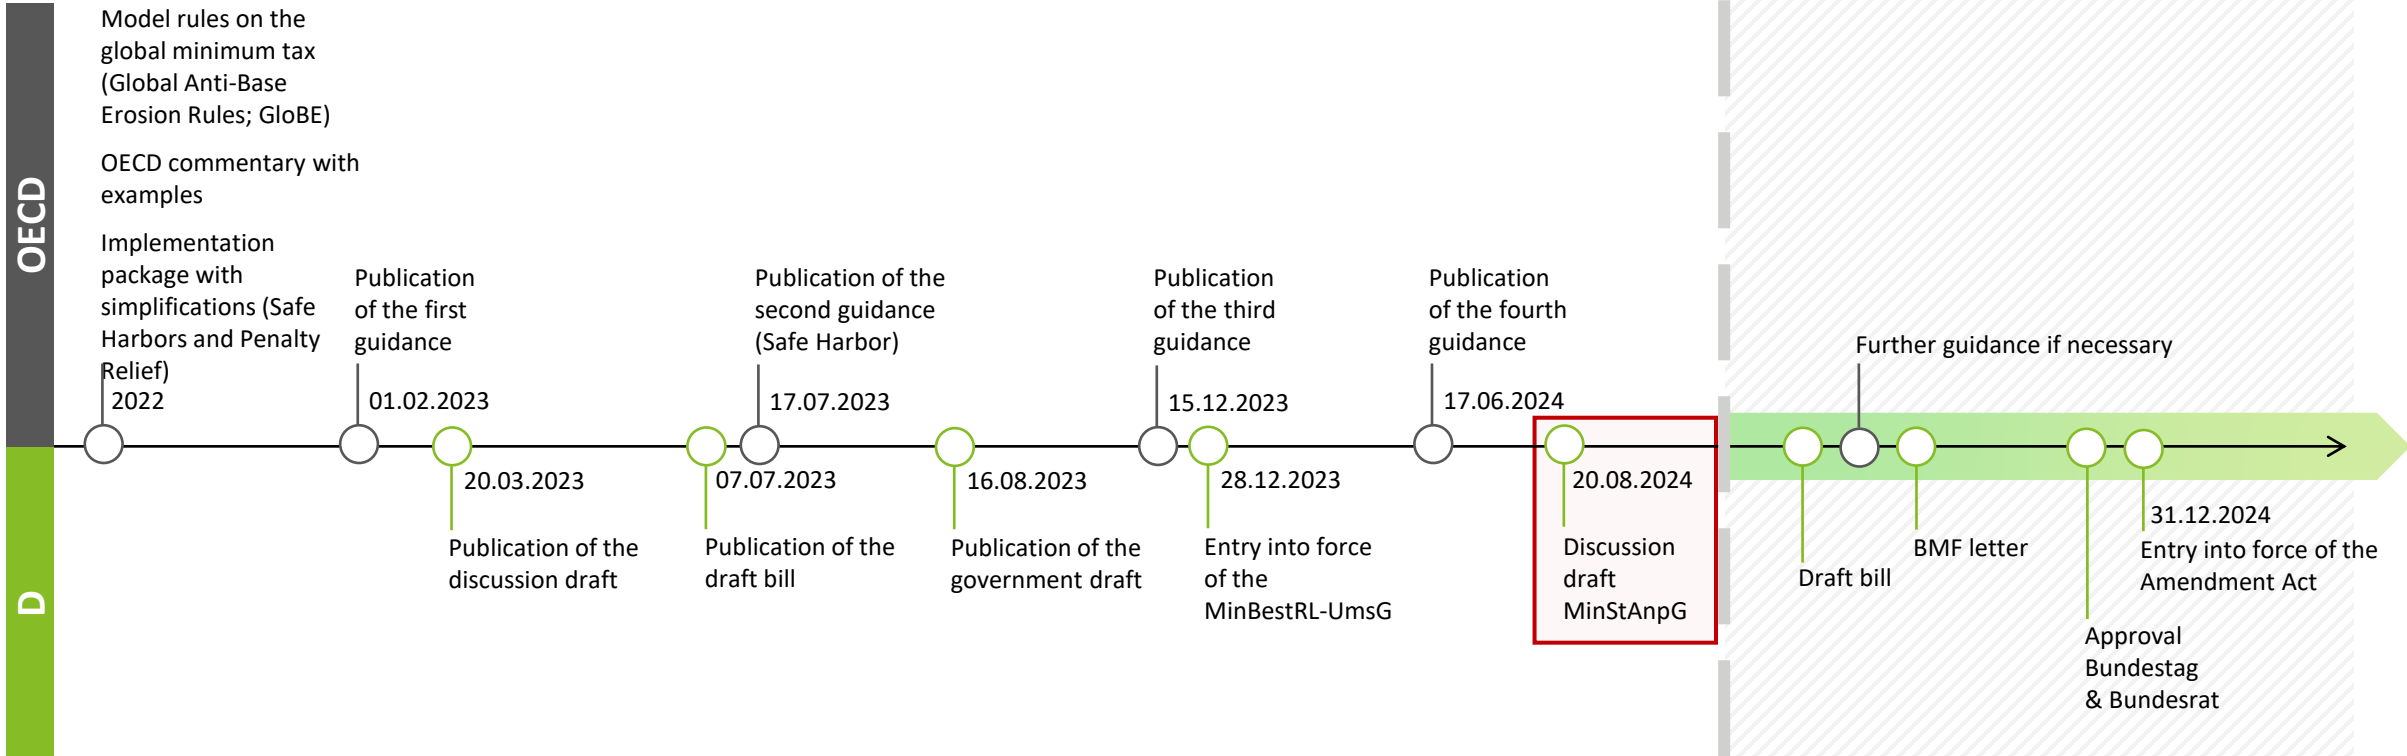 OECD
Model rules on the
global minimum tax
(Global Anti-Base
Erosion Rules; GloBE)
OECD commentary with
examples
Implementation
package with
simplifications (Safe
Harbors and Penalty
Relief)
2022
Publication
of the first
guidance
01.02.2023
Publication of the
second guidance
(Safe Harbor)
17.07.2023
Publication
of the third
guidance
15.12.2023
Publication
of the fourth
guidance
17.06.2024
Further guidance if necessary
D
20.03.2023
Publication of the
discussion draft
07.07.2023
Publication of the
draft bill
16.08.2023
Publication of the
government draft
28.12.2023
Entry into force
of the
MinBestRL-UmsG
20.08.2024
Discussion
draft
MinStAnpG
Draft bill
BMF letter
Approval
Bundestag
& Bundesrat
31.12.2024
Entry into force of the
Amendment Act